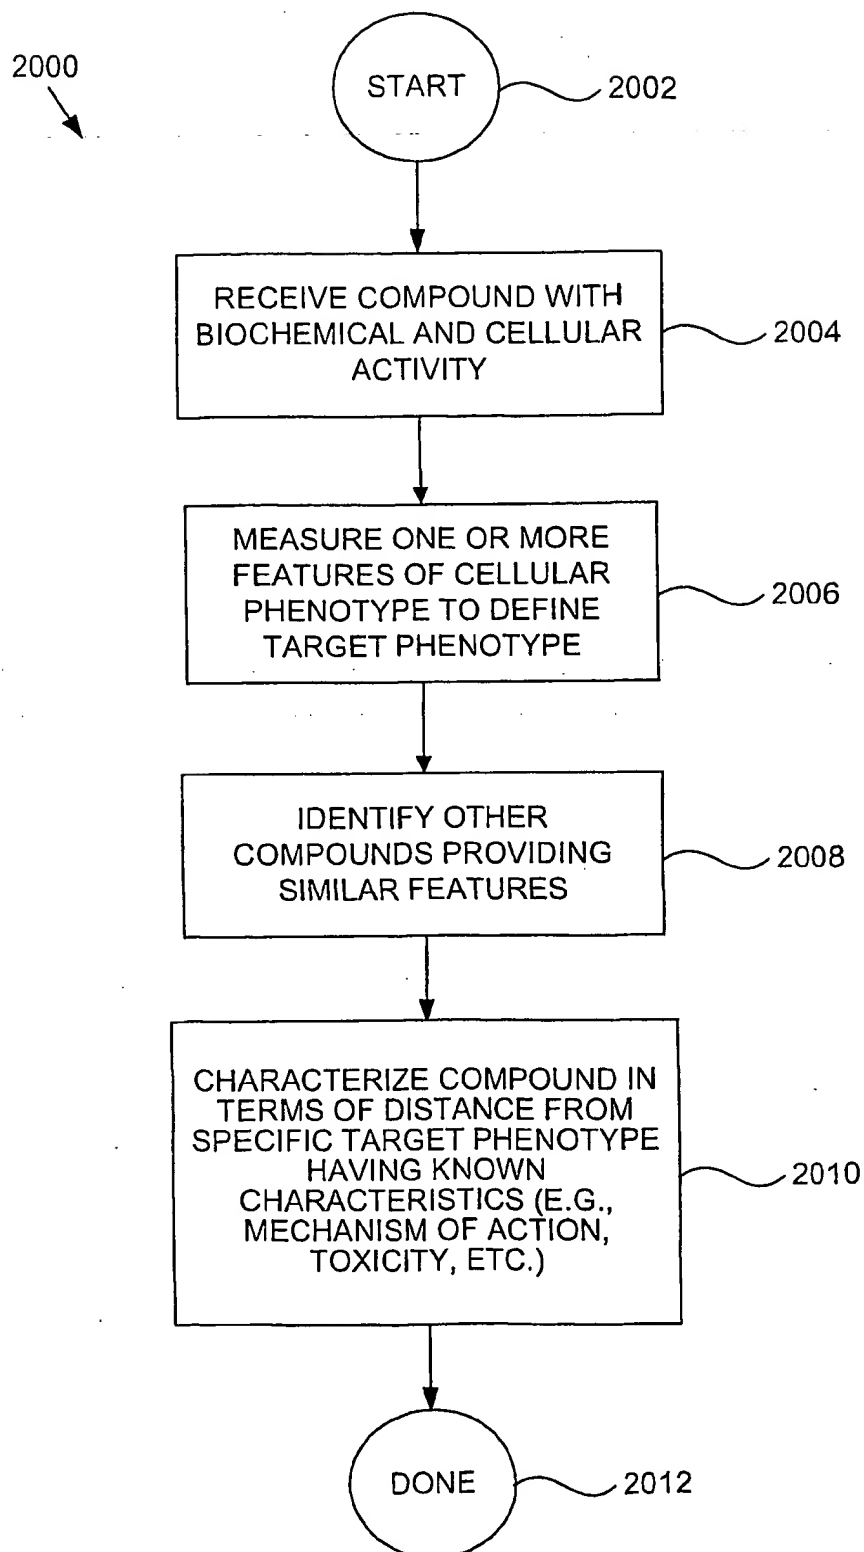 2000
START
2002
RECEIVE COMPOUND WITH
BIOCHEMICAL AND CELLULAR
ACTIVITY
2004
MEASURE ONE OR MORE
FEATURES OF CELLULAR
PHENOTYPE TO DEFINE
TARGET PHENOTYPE
2006
IDENTIFY OTHER
COMPOUNDS PROVIDING
SIMILAR FEATURES
2008
CHARACTERIZE COMPOUND IN
TERMS OF DISTANCE FROM
SPECIFIC TARGET PHENOTYPE
HAVING KNOWN
CHARACTERISTICS (E.G.,
MECHANISM OF ACTION,
TOXICITY, ETC.)
2010
DONE
2012